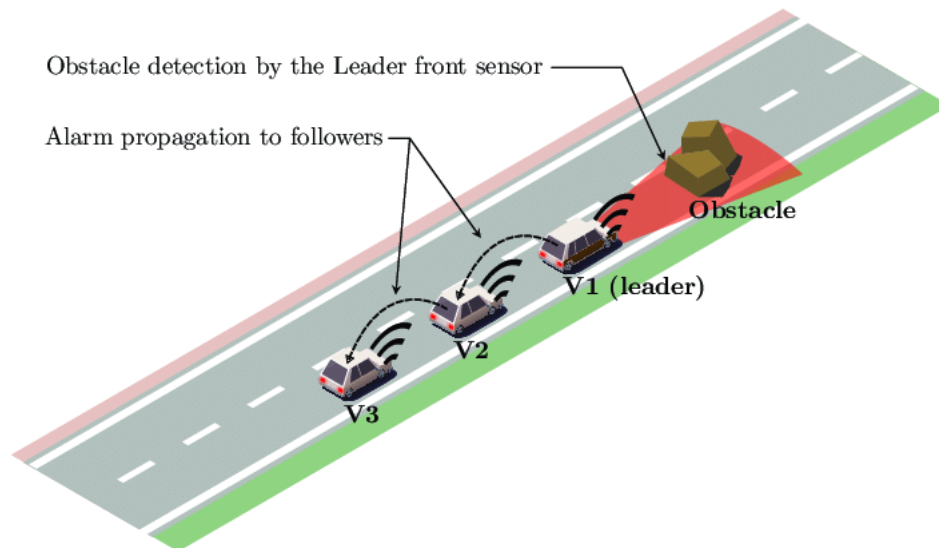 Obstacle detection by the Leader front sensor
Alarm propagation to followers
Obstacle
V1 (leader)
V2
V3